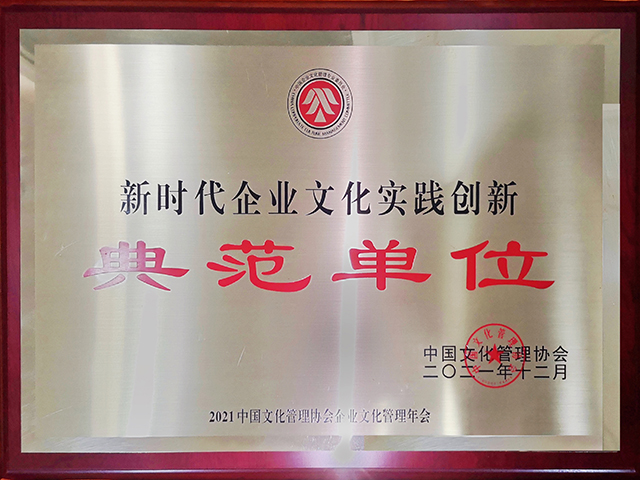 新时代企业文化实践创新
典范单位
中国文化管理协会
二〇二一年十二月
2021中国文化管理协会企业文化管理年会